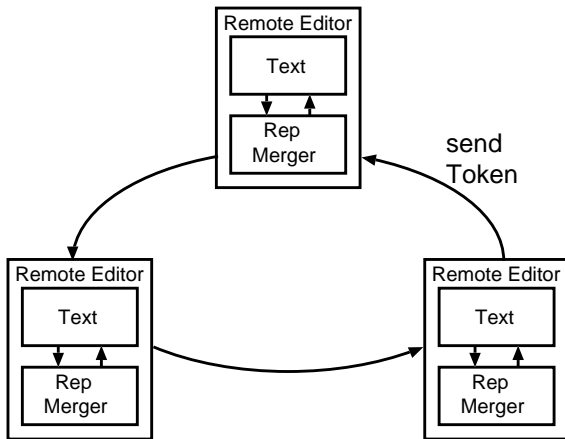 Remote Editor
Text
Rep
Merger
send
Token
Remote Editor
Text
Rep
Merger
Remote Editor
Text
Rep
Merger